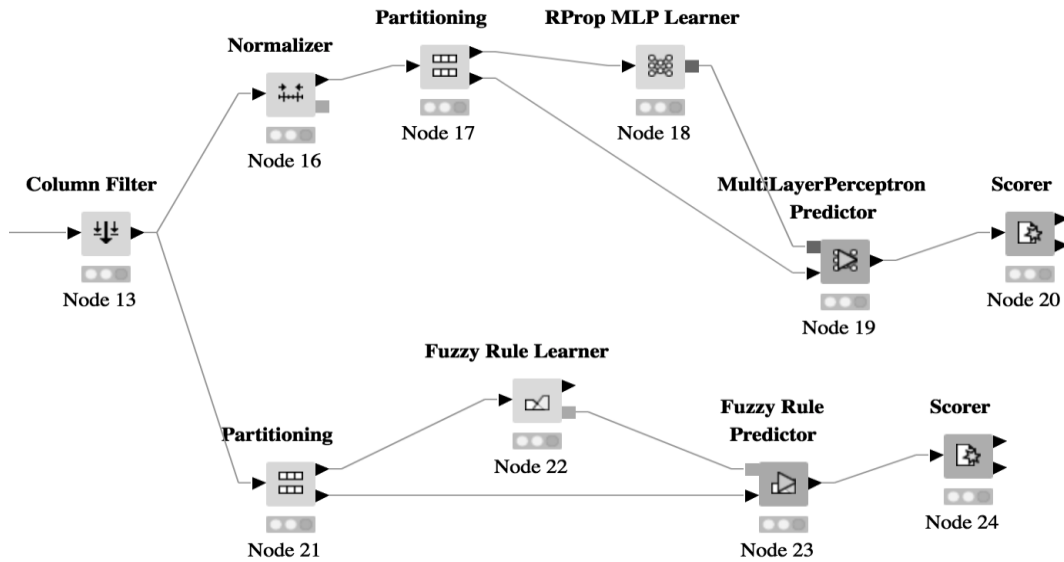 Partitioning
RProp MLP Learner
Normalizer
Node 17
Node 18
Node 16
Column Filter
MultiLayerPerceptron
Predictor
Scorer
Node 13
Node 20
Node 19
Fuzzy Rule Learner
Fuzzy Rule
Predictor
Scorer
Partitioning
Node 22
Node 24
Node 21
Node 23